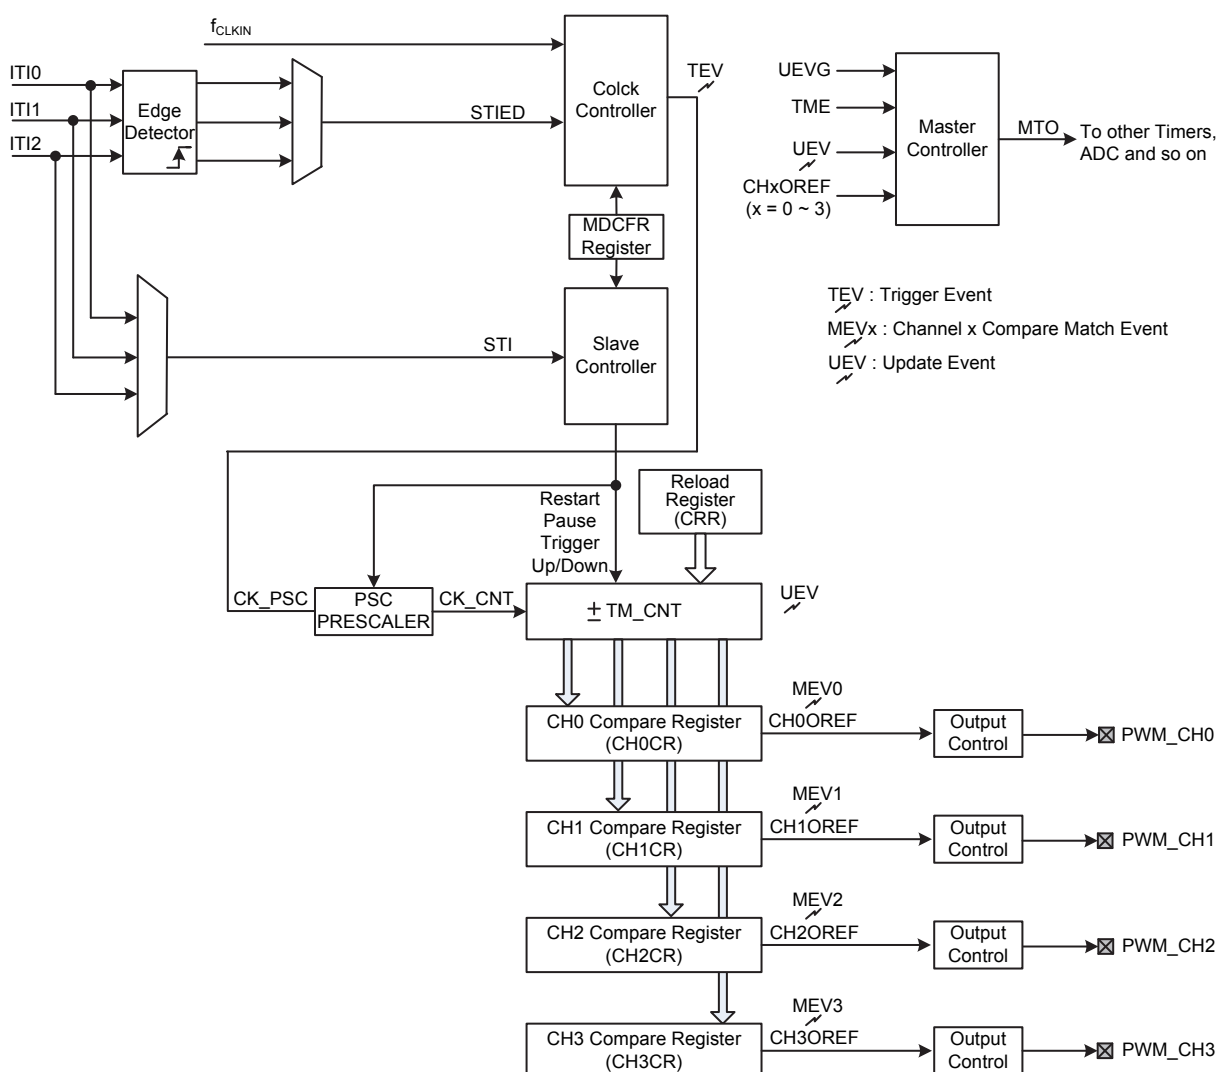 fCLKIN
ITI0
ITI1
ITI2
Edge
Detector
STIED
Colck
Controller
TEV
UEVG
TME
UEV
CHxOREF
(x = 0 ~ 3)
Master
Controller
MTO
To other Timers,
ADC and so on
MDCFR
Register
STI
Slave
Controller
TEV : Trigger Event
MEVx : Channel x Compare Match Event
UEV : Update Event
Restart
Pause
Trigger
Up/Down
Reload
Register
(CRR)
CK_PSC
PSC
PRESCALER
CK_CNT
± TM_CNT
UEV
CH0 Compare Register
(CH0CR)
MEV0
CH0OREF
Output
Control
PWM_CH0
CH1 Compare Register
(CH1CR)
MEV1
CH1OREF
Output
Control
PWM_CH1
CH2 Compare Register
(CH2CR)
MEV2
CH2OREF
Output
Control
PWM_CH2
CH3 Compare Register
(CH3CR)
MEV3
CH3OREF
Output
Control
PWM_CH3